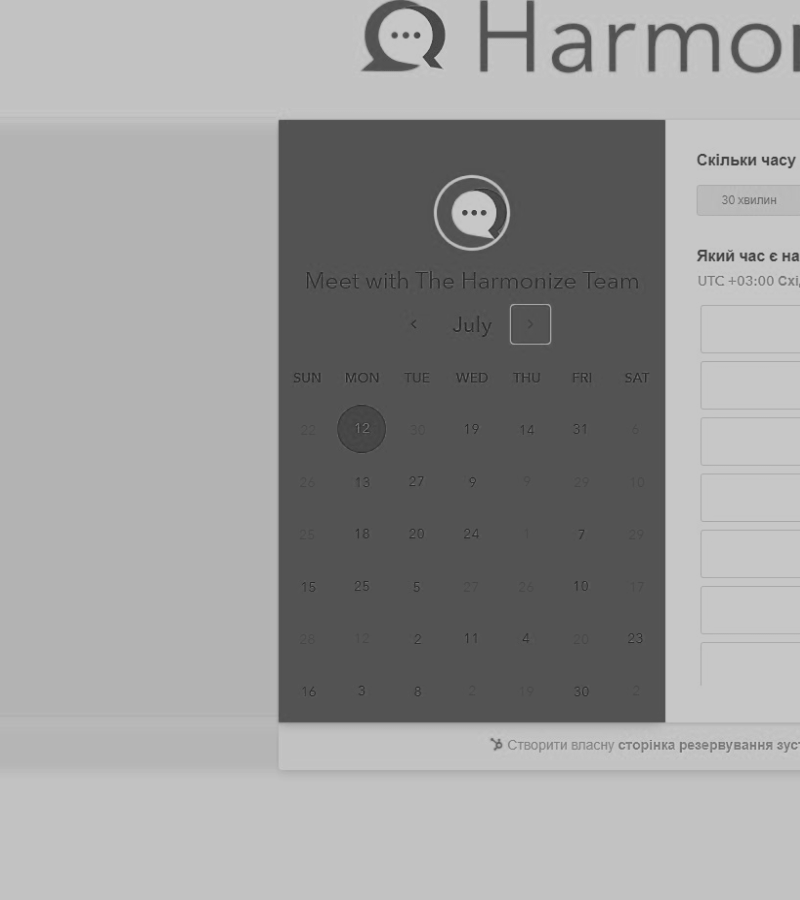 Harmon
Meet with The Harmonize Team
July
SUN MON TUE WED THU FRI SAT
22 12 30 19 14 31 6
26 13 27 9 9 29 10
25 18 20 24 1 7 29
15 25 5 27 26 10 17
28 12 2 11 4 20 23
16 3 8 2 19 30 2
Скільки часу
30 хвилин
Який час є на
UTC +03:00 Схі
Створити власну сторінка резервування зуст